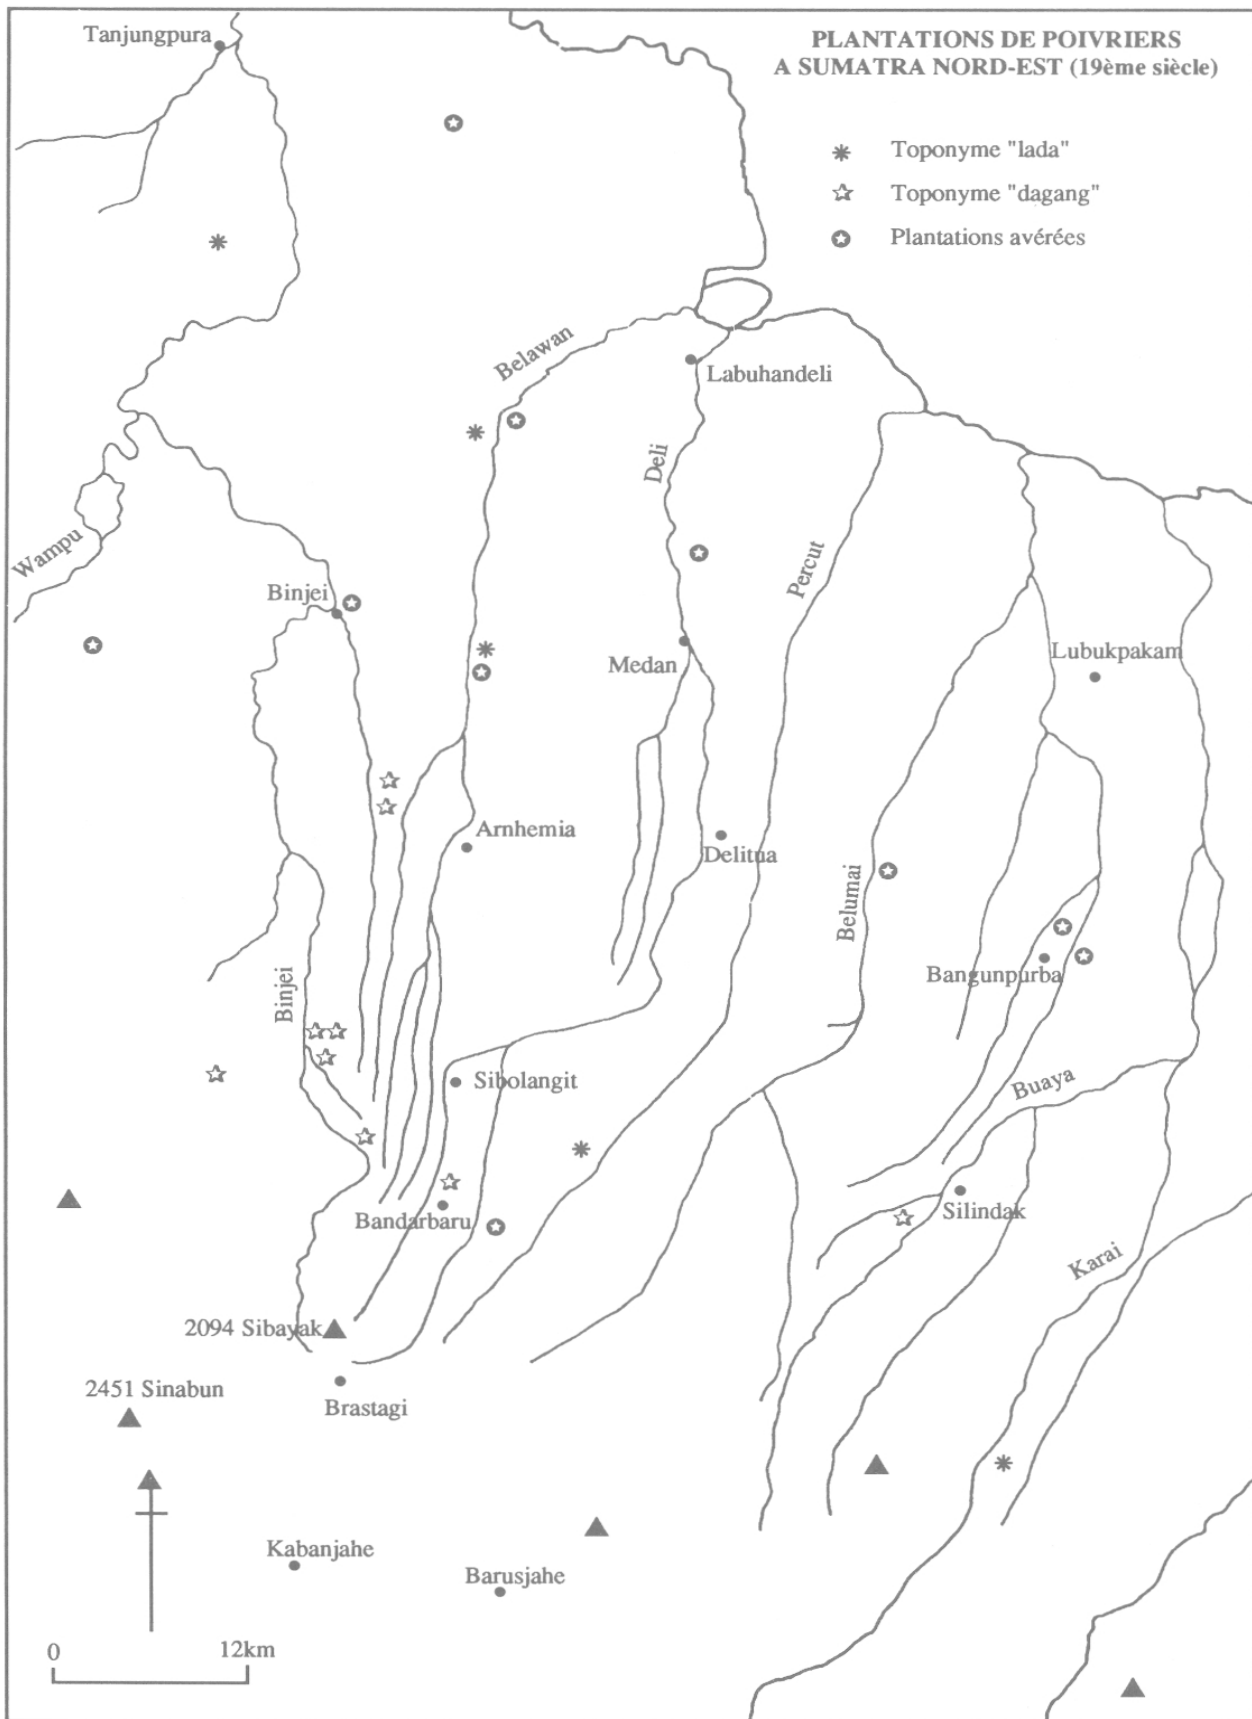 Tanjungpura
PLANTATIONS DE POIVRIERS
A SUMATRA NORD-EST (19ème siècle)
Toponyme "lada"
Toponyme "dagang"
Plantations avérées
Belawan
Labuhandeli
Deli
Wampu
Percut
Binjei
Medan
Lubukpakam
Arnhemia
Delitua
Belumai
Bangunpurba
Binjei
Sibolangit
Buaya
Bandarbaru
Silindak
Karai
2094 Sibayak
2451 Sinabun
Brastagi
Kabanjahe
Barusjahe
0 12km